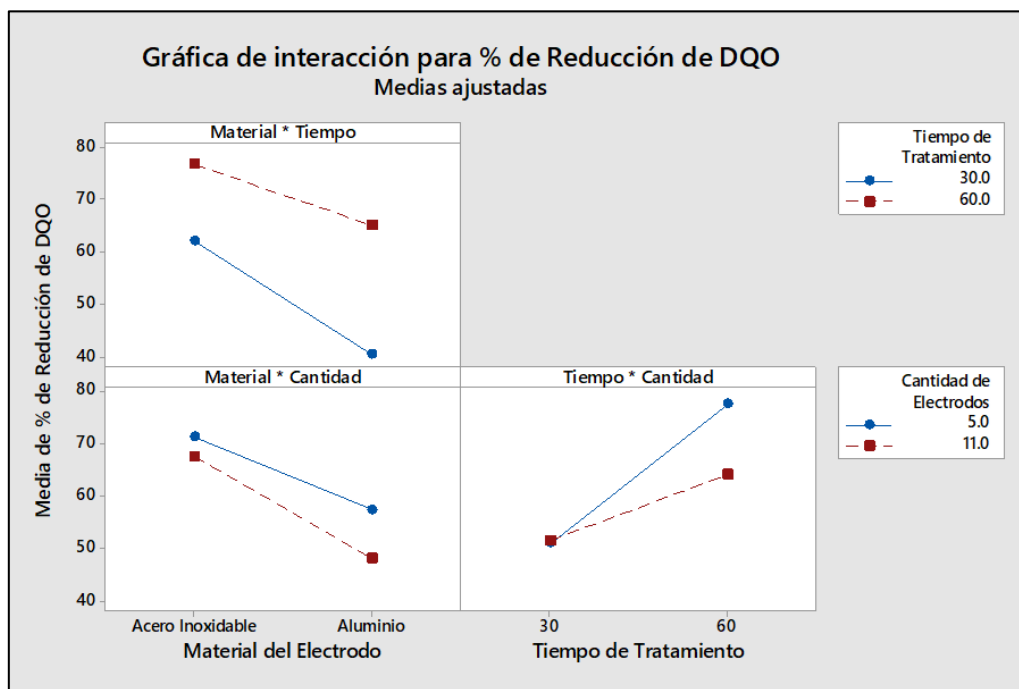 Gráfica de interacción para % de Reducción de DQO
Medias ajustadas
Media de % de Reducción de DQO
Material * Tiempo
80
70
60
50
40
Tiempo de
Tratamiento
30.0
60.0
Material * Cantidad
80
70
60
50
40
Acero Inoxidable
Aluminio
Material del Electrodo
Tiempo * Cantidad
30
60
Tiempo de Tratamiento
Cantidad de
Electrodos
5.0
11.0